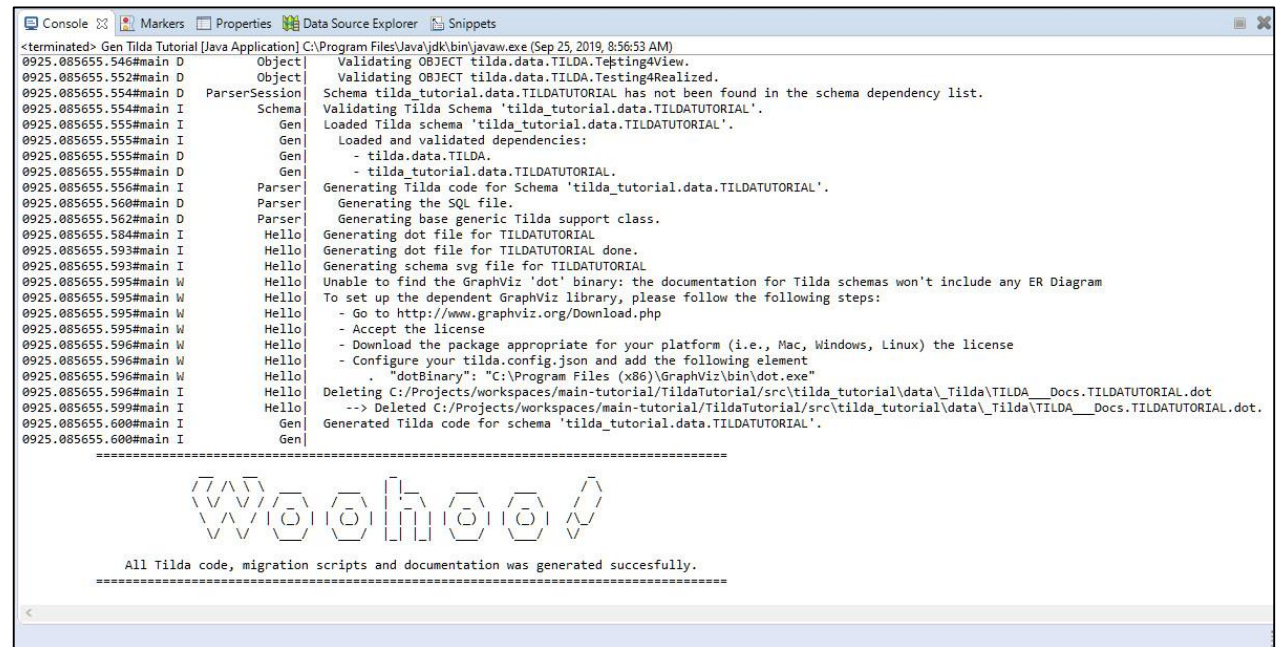 Console Markers Properties Data Source Explorer Snippets
<terminated> Gen Tilda Tutorial [Java Application] C:\Program Files\Java\jdk\bin\javaw.exe (Sep 25, 2019, 8:56:53 AM)
0925.085655.546#main D Object| Validating OBJECT tilda.data.TILDA.Testing4View.
0925.085655.552#main D Object| Validating OBJECT tilda.data.TILDA.Testing4Realized.
0925.085655.554#main D ParserSession| Schema tilda_tutorial.data.TILDATUTORIAL has not been found in the schema dependency list.
0925.085655.554#main I Schema| Validating Tilda Schema 'tilda_tutorial.data.TILDATUTORIAL'.
0925.085655.555#main I Gen| Loaded Tilda schema 'tilda_tutorial.data.TILDATUTORIAL'.
0925.085655.555#main I Gen| Loaded and validated dependencies:
0925.085655.555#main D Gen| - tilda.data.TILDA.
0925.085655.555#main D Gen| - tilda_tutorial.data.TILDATUTORIAL.
0925.085655.556#main I Parser| Generating Tilda code for Schema 'tilda_tutorial.data.TILDATUTORIAL'.
0925.085655.560#main D Parser| Generating the SQL file.
0925.085655.562#main D Parser| Generating base generic Tilda support class.
0925.085655.584#main I Hello| Generating dot file for TILDATUTORIAL
0925.085655.593#main I Hello| Generating dot file for TILDATUTORIAL done.
0925.085655.593#main I Hello| Generating schema svg file for TILDATUTORIAL
0925.085655.595#main W Hello| Unable to find the GraphViz 'dot' binary: the documentation for Tilda schemas won't include any ER Diagram
0925.085655.595#main W Hello| To set up the dependent GraphViz library, please follow the following steps:
0925.085655.595#main W Hello| - Go to http://www.graphviz.org/Download.php
0925.085655.595#main W Hello| - Accept the license
0925.085655.596#main W Hello| - Download the package appropriate for your platform (i.e., Mac, Windows, Linux) the license
0925.085655.596#main W Hello| - Configure your tilda.config.json and add the following element
0925.085655.596#main W Hello| . "dotBinary": "C:\Program Files (x86)\GraphViz\bin\dot.exe"
0925.085655.596#main I Hello| Deleting C:/Projects/workspaces/main-tutorial/TildaTutorial/src\tilda_tutorial\data\_Tilda\TILDA___Docs.TILDATUTORIAL.dot
0925.085655.599#main I Hello| --> Deleted C:/Projects/workspaces/main-tutorial/TildaTutorial/src\tilda_tutorial\data\_Tilda\TILDA___Docs.TILDATUTORIAL.dot.
0925.085655.600#main I Gen| Generated Tilda code for schema 'tilda_tutorial.data.TILDATUTORIAL'.
0925.085655.600#main I Gen|
Woohoo!
All Tilda code, migration scripts and documentation was generated succesfully.